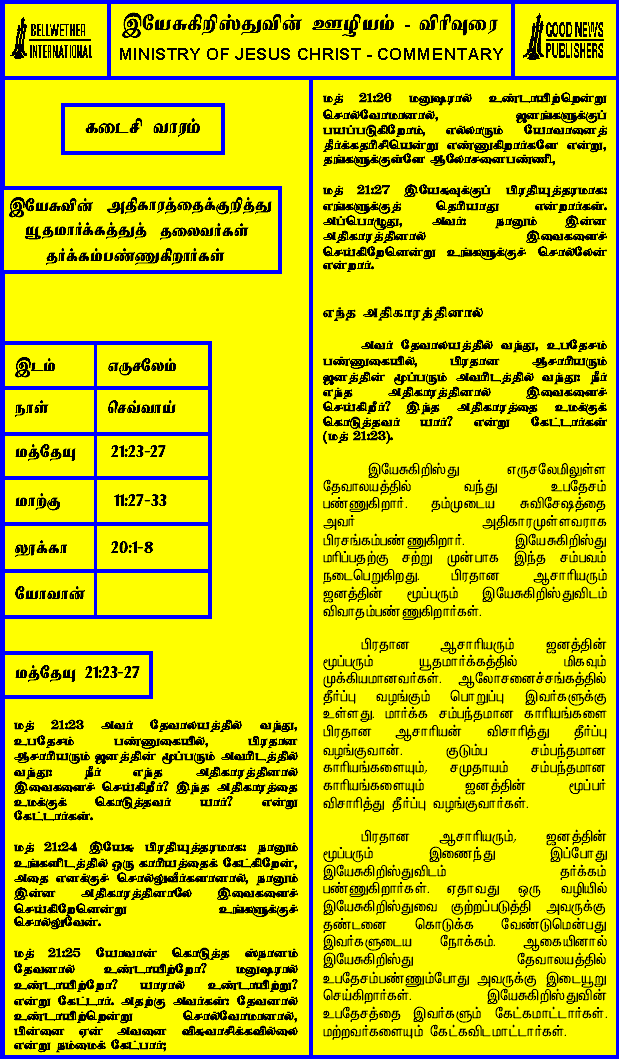 BELLWETHER
INTERNATIONAL
இயேசுகிறிஸ்துவின் ஊழியம் - விரிவுரை
MINISTRY OF JESUS CHRIST - COMMENTARY
GOOD NEWS
PUBLISHERS
கடைசி வாரம்
இயேசுவின் அதிகாரத்தைக்குறித்து
யூதமார்க்கத்துத் தலைவர்கள்
தர்க்கம்பண்ணுகிறார்கள்
இடம் எருசலேம்
நாள் செவ்வாய்
மத்தேயு 21:23-27
மாற்கு 11:27-33
லூக்கா 20:1-8
யோவான்
மத்தேயு 21:23-27
மத் 21:23 அவர் தேவாலயத்தில் வந்து,
உபதேசம் பண்ணுகையில், பிரதான
ஆசாரியரும் ஜனத்தின் மூப்பரும் அவரிடத்தில்
வந்து: நீர் எந்த அதிகாரத்தினால்
இவைகளைச் செய்கிறீர்? இந்த அதிகாரத்தை
உமக்குக் கொடுத்தவர் யார்? என்று
கேட்டார்கள்.
மத் 21:24 இயேசு பிரதியுத்தரமாக: நானும்
உங்களிடத்தில் ஒரு காரியத்தைக் கேட்கிறேன்,
அதை எனக்குச் சொல்லுவீர்களானால், நானும்
இன்ன அதிகாரத்தினாலே இவைகளைச்
செய்கிறேனென்று உங்களுக்குச்
சொல்லுவேன்.
மத் 21:25 யோவான் கொடுத்த ஸ்நானம்
தேவனால் உண்டாயிற்றோ? மனுஷரால்
உண்டாயிற்றோ? யாரால் உண்டாயிற்று?
என்று கேட்டார். அதற்கு அவர்கள்: தேவனால்
உண்டாயிற்றென்று சொல்வோமானால்,
பின்னை ஏன் அவனை விசுவாசிக்கவில்லை
என்று நம்மைக் கேட்பார்;
மத் 21:26 மனுஷரால் உண்டாயிற்றென்று
சொல்வோமானால், ஜனங்களுக்குப்
பயப்படுகிறோம், எல்லாரும் யோவானைத்
தீர்க்கதரிசியென்று எண்ணுகிறார்களே என்று,
தங்களுக்குள்ளே ஆலோசனைபண்ணி,
மத் 21:27 இயேசுவுக்குப் பிரதியுத்தரமாக:
எங்களுக்குத் தெரியாது என்றார்கள்.
அப்பொழுது, அவர்: நானும் இன்ன
அதிகாரத்தினால் இவைகளைச்
செய்கிறேனென்று உங்களுக்குச் சொல்லேன்
என்றார்.
எந்த அதிகாரத்தினால்
அவர் தேவாலயத்தில் வந்து, உபதேசம்
பண்ணுகையில், பிரதான ஆசாரியரும்
ஜனத்தின் மூப்பரும் அவரிடத்தில் வந்து: நீர்
எந்த அதிகாரத்தினால் இவைகளைச்
செய்கிறீர்? இந்த அதிகாரத்தை உமக்குக்
கொடுத்தவர் யார்? என்று கேட்டார்கள்
(மத் 21:23).
இயேசுகிறிஸ்து எருசலேமிலுள்ள
தேவாலயத்தில் வந்து உபதேசம்
பண்ணுகிறார். தம்முடைய சுவிசேஷத்தை
அவர் அதிகாரமுள்ளவராக
பிரசங்கம்பண்ணுகிறார். இயேசுகிறிஸ்து
மரிப்பதற்கு சற்று முன்பாக இந்த சம்பவம்
நடைபெறுகிறது. பிரதான ஆசாரியரும்
ஜனத்தின் மூப்பரும் இயேசுகிறிஸ்துவிடம்
விவாதம்பண்ணுகிறார்கள்.
பிரதான ஆசாரியரும் ஜனத்தின்
மூப்பரும் யூதமார்க்கத்தில் மிகவும்
முக்கியமானவர்கள். ஆலோசனைச்சங்கத்தில்
தீர்ப்பு வழங்கும் பொறுப்பு இவர்களுக்கு
உள்ளது. மார்க்க சம்பந்தமான காரியங்களை
பிரதான ஆசாரியன் விசாரித்து தீர்ப்பு
வழங்குவான். குடும்ப சம்பந்தமான
காரியங்களையும், சமுதாயம் சம்பந்தமான
காரியங்களையும் ஜனத்தின் மூப்பர்
விசாரித்து தீர்ப்பு வழங்குவார்கள்.
பிரதான ஆசாரியரும், ஜனத்தின்
மூப்பரும் இணைந்து இப்போது
இயேசுகிறிஸ்துவிடம் தர்க்கம்
பண்ணுகிறார்கள். ஏதாவது ஒரு வழியில்
இயேசுகிறிஸ்துவை குற்றப்படுத்தி அவருக்கு
தண்டனை கொடுக்க வேண்டுமென்பது
இவர்களுடைய நோக்கம். ஆகையினால்
இயேசுகிறிஸ்து தேவாலயத்தில்
உபதேசம்பண்ணும்போது அவருக்கு இடையூறு
செய்கிறார்கள். இயேசுகிறிஸ்துவின்
உபதேசத்தை இவர்களும் கேட்கமாட்டார்கள்.
மற்றவர்களையும் கேட்கவிடமாட்டார்கள்.